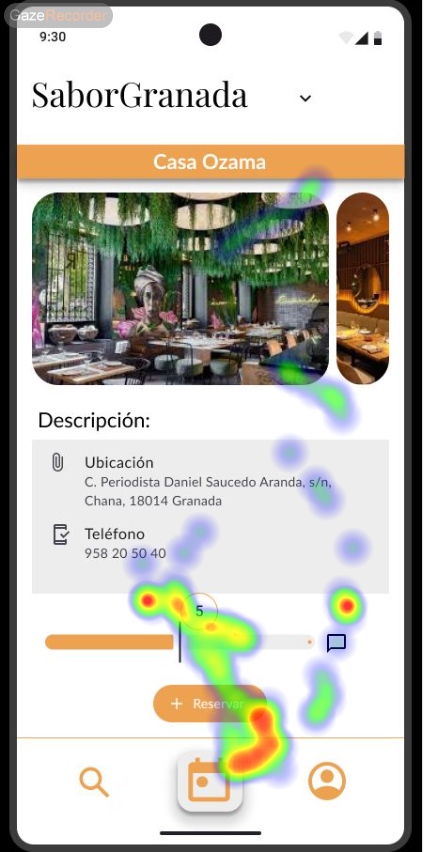 GazeRecorder
9:30
SaborGranada
Casa Ozama
Descripción:
Ubicación
C. Periodista Daniel Saucedo Aranda, s/n,
Chana, 18014 Granada
Teléfono
958 20 50 40
5
+ Reservar